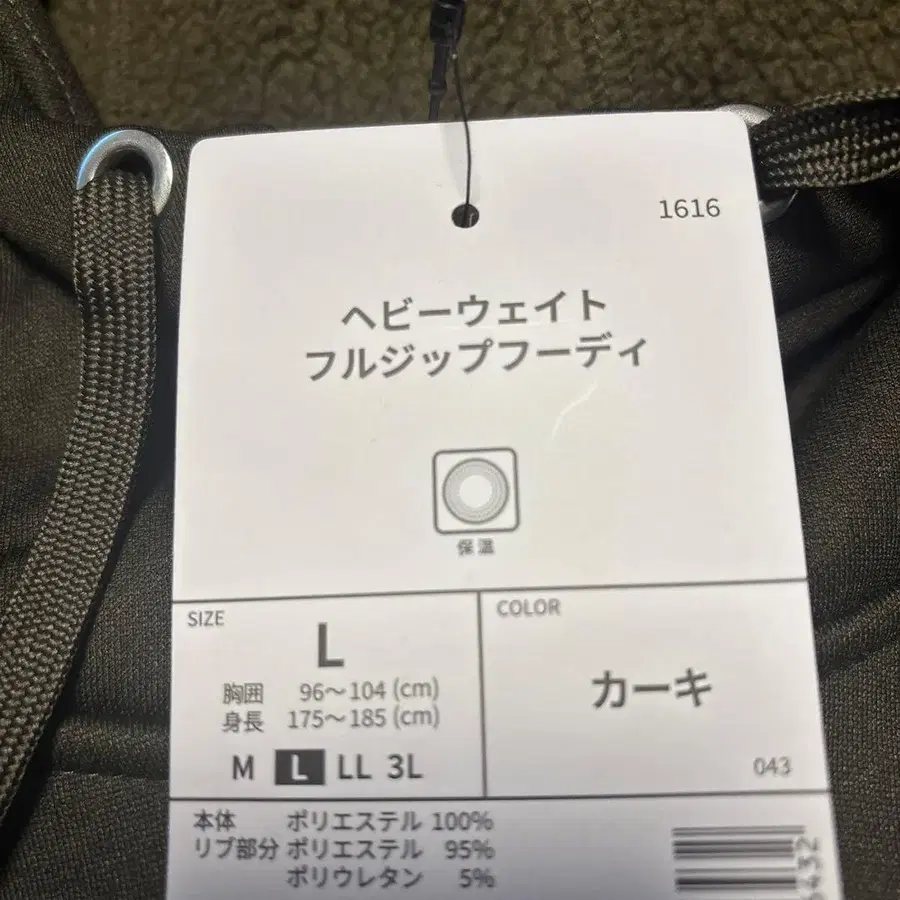 1616
ヘビーウェイト
フルジップフーディ
保温
SIZE
L
胸囲 96〜104 (cm)
身長 175〜185 (cm)
M L LL 3L
COLOR
カーキ
043
本体 ポリエステル 100%
リブ部分 ポリエステル 95%
ポリウレタン 5%